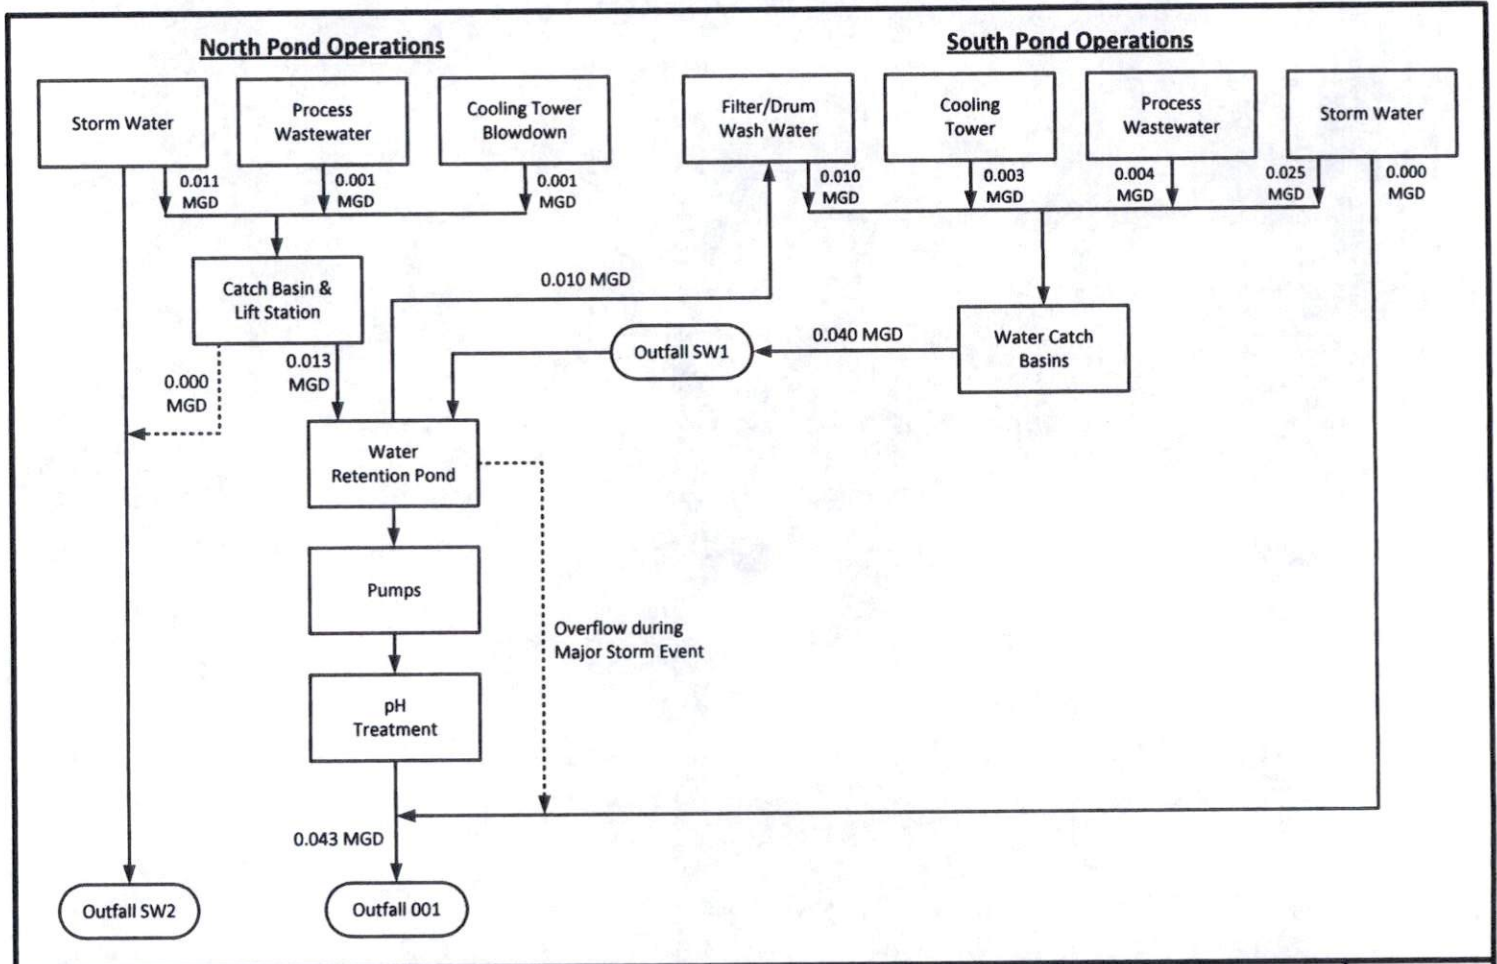 North Pond Operations
South Pond Operations
Storm Water
Process
Wastewater
Cooling Tower
Blowdown
Filter/Drum
Wash Water
Cooling
Tower
Process
Wastewater
Storm Water
0.011
MGD
0.001
MGD
0.001
MGD
0.010
MGD
0.003
MGD
0.004
MGD
0.025
MGD
0.000
MGD
Catch Basin &
Lift Station
0.010 MGD
Outfall SW1
0.040 MGD
Water Catch
Basins
0.000
MGD
0.013
MGD
Water
Retention Pond
Pumps
Overflow during
Major Storm Event
pH
Treatment
0.043 MGD
Outfall SW2
Outfall 001